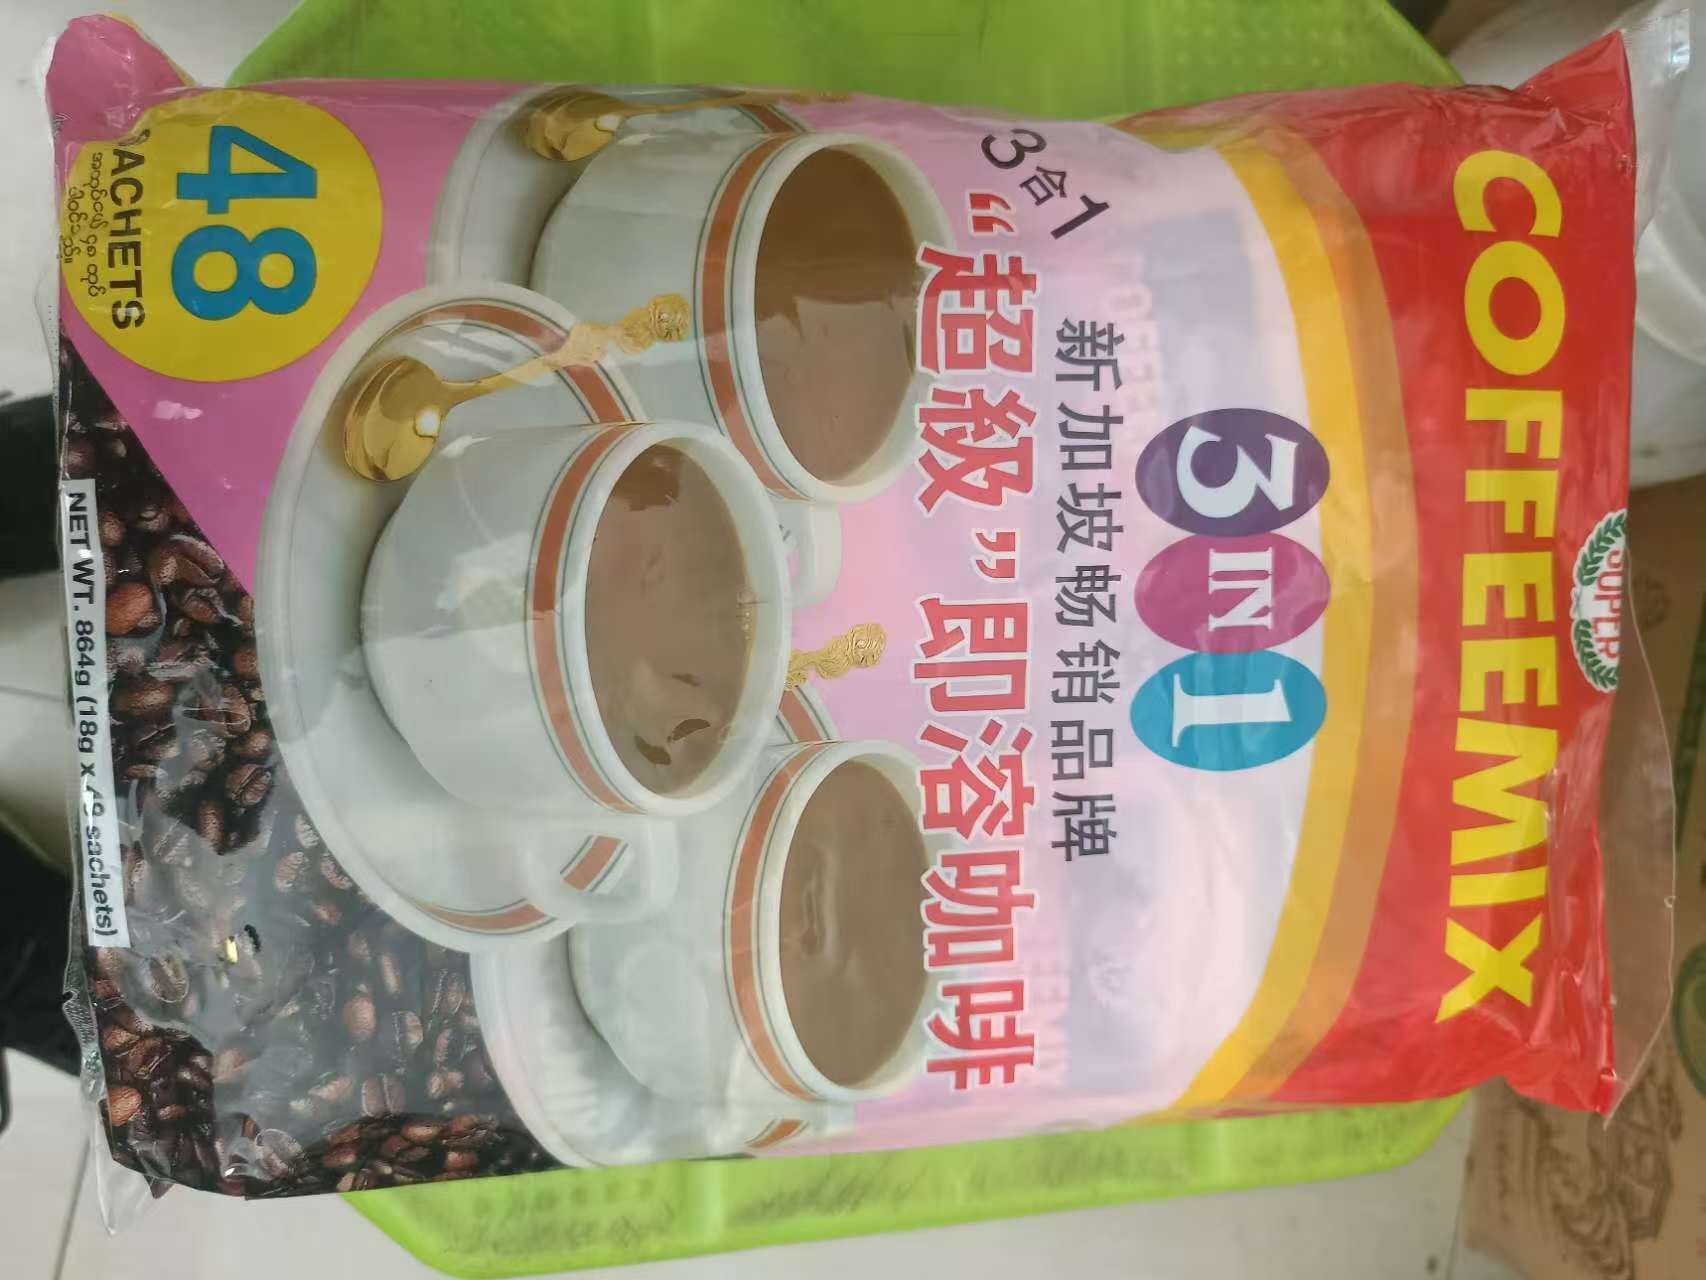 SUPER
COFFEEMIX
3 IN 1
新加坡畅销品牌
3合1
“超級”即溶咖啡
48
SACHETS
NET WT. 864g (18g x 48 sachets)